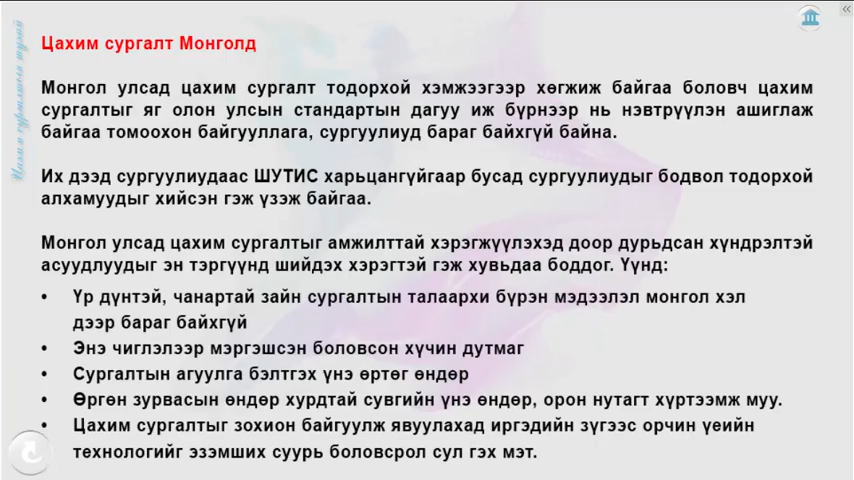 Цахим сургалт Монголд
Монгол улсад цахим сургалт тодорхой хэмжээгээр хөгжиж байгаа боловч цахим
сургалтыг яг олон улсын стандартын дагуу иж бүрнээр нь нэвтрүүлэн ашиглаж
байгаа томоохон байгууллага, сургуулиуд бараг байхгүй байна.
Их дээд сургуулиудаас ШУТИС харьцангуйгаар бусад сургуулиудыг бодвол тодорхой
алхамуудыг хийсэн гэж үзэж байгаа.
Монгол улсад цахим сургалтыг амжилттай хэрэгжүүлэхэд доор дурьдсан хүндрэлтэй
асуудлуудыг эн тэргүүнд шийдэх хэрэгтэй гэж хувьдаа боддог. Үүнд:
• Үр дүнтэй, чанартай зайн сургалтын талаархи бүрэн мэдээлэл монгол хэл
дээр бараг байхгүй
• Энэ чиглэлээр мэргэшсэн боловсон хүчин дутмаг
• Сургалтын агуулга бэлтгэх үнэ өртөг өндөр
• Өргөн зурвасын өндөр хурдтай сувгийн үнэ өндөр, орон нутагт хүртээмж муу.
• Цахим сургалтыг зохион байгуулж явуулахад иргэдийн зүгээс орчин үеийн
технологийг эзэмших суурь боловсрол сул гэх мэт.
Цахим сургалтын тухай